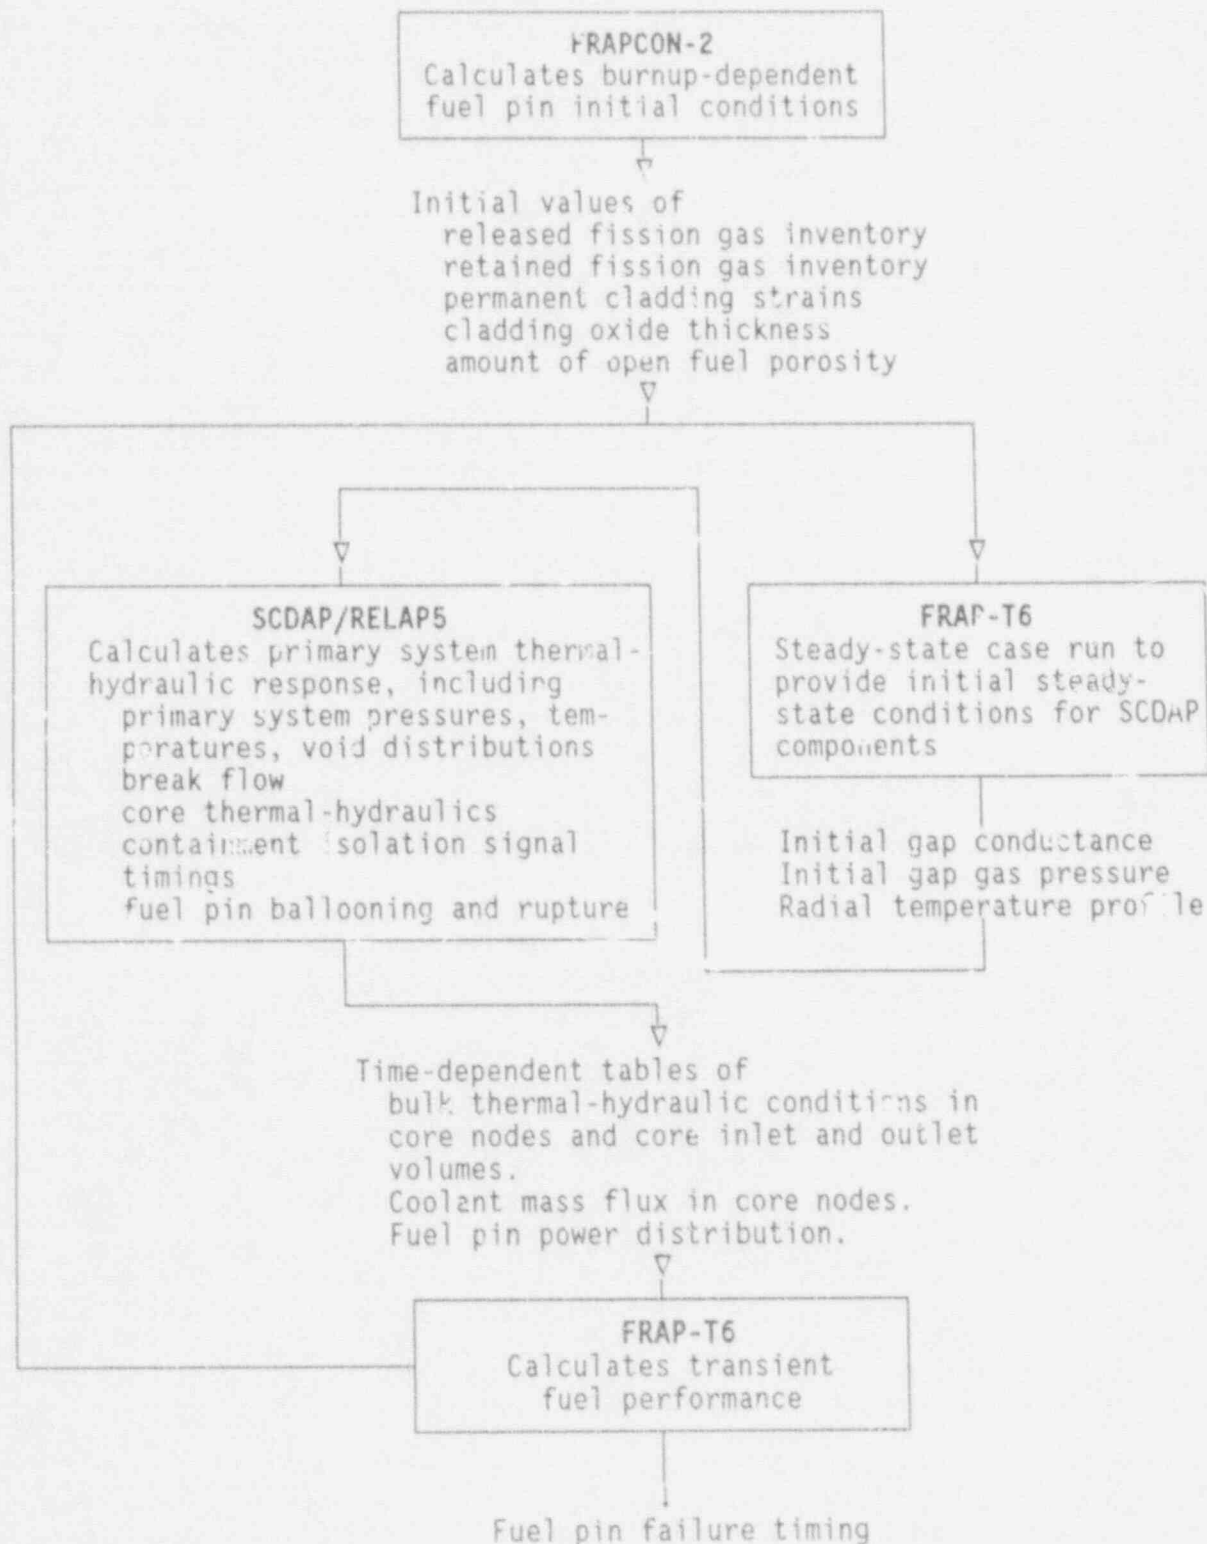 FRAPCON-2
Calculates burnup-dependent
fuel pin initial conditions
Initial values of
released fission gas inventory
retained fission gas inventory
permanent cladding strains
cladding oxide thickness
amount of open fuel porosity
SCDAP/RELAP5
Calculates primary system thermal-
hydraulic response, including
primary system pressures, tem-
peratures, void distributions
break flow
core thermal-hydraulics
containment isolation signal
timings
fuel pin ballooning and rupture
FRAP-T6
Steady-state case run to
provide initial steady-
state conditions for SCDAP
components
Initial gap conductance
Initial gap gas pressure
Radial temperature profile
Time-dependent tables of
bulk thermal-hydraulic conditions in
core nodes and core inlet and outlet
volumes.
Coolant mass flux in core nodes.
Fuel pin power distribution.
FRAP-T6
Calculates transient
fuel performance
Fuel pin failure timing